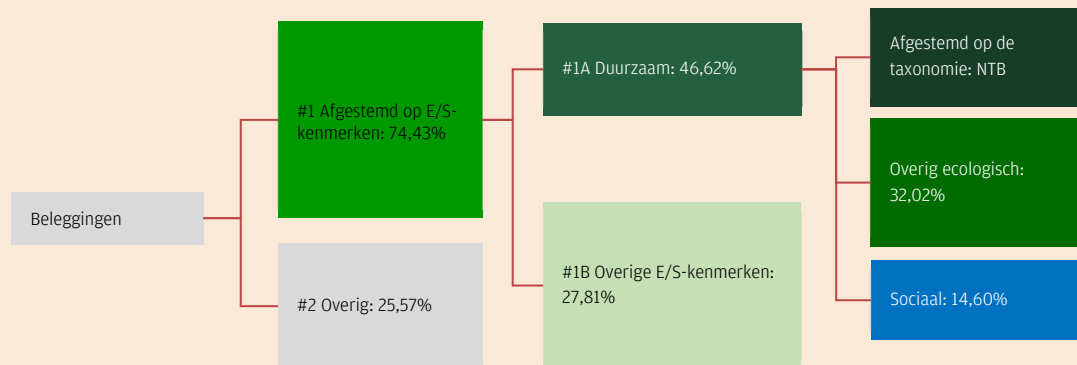 Beleggingen
#1 Afgestemd op E/S-
kenmerken: 74,43%
#2 Overig: 25,57%
#1A Duurzaam: 46,62%
#1B Overige E/S-kenmerken:
27,81%
Afgestemd op de
taxonomie: NTB
Overig ecologisch:
32,02%
Sociaal: 14,60%